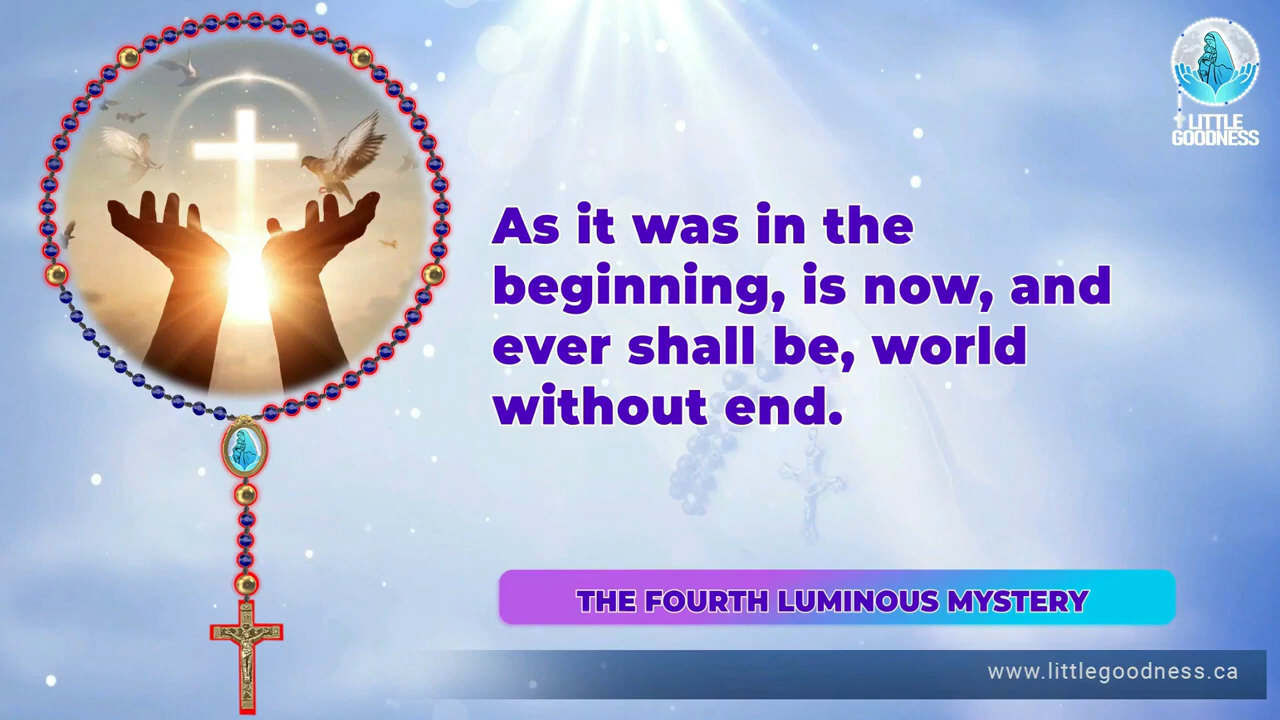 LITTLE
GOODNESS
As it was in the
beginning, is now, and
ever shall be, world
without end.
THE FOURTH LUMINOUS MYSTERY
www.littlegoodness.ca